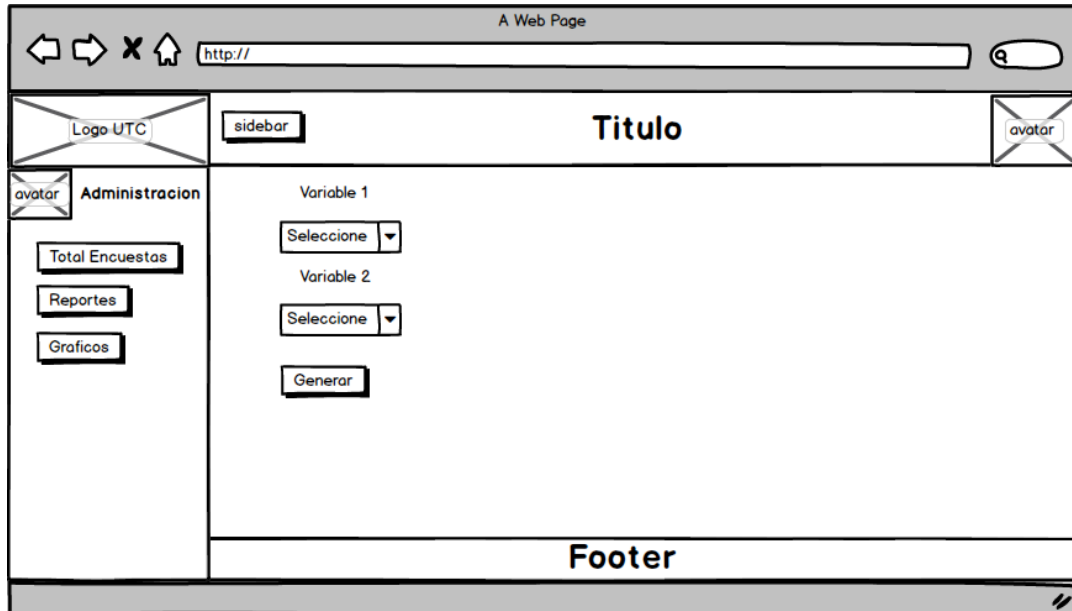 A Web Page
http://
Logo UTC
sidebar
Titulo
avatar
avatar
Administracion
Total Encuestas
Reportes
Graficos
Variable 1
Seleccione
Variable 2
Seleccione
Generar
Footer